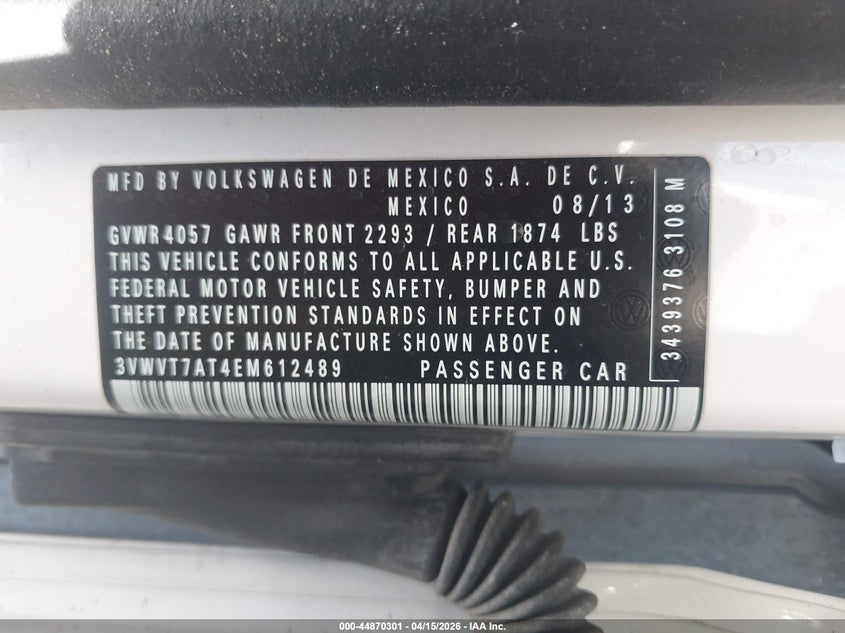 MFD BY VOLKSWAGEN DE MEXICO S.A. DE C.V.
MEXICO 08/13
GVWR 4057 GAWR FRONT 2293 / REAR 1874 LBS
THIS VEHICLE CONFORMS TO ALL APPLICABLE U.S.
FEDERAL MOTOR VEHICLE SAFETY, BUMPER AND
THEFT PREVENTION STANDARDS IN EFFECT ON
THE DATE OF MANUFACTURE SHOWN ABOVE.
3VWVT7AT4EM612489 PASSENGER CAR
3439376 3108 M
000-44870301 - 04/15/2026 - IAA Inc.